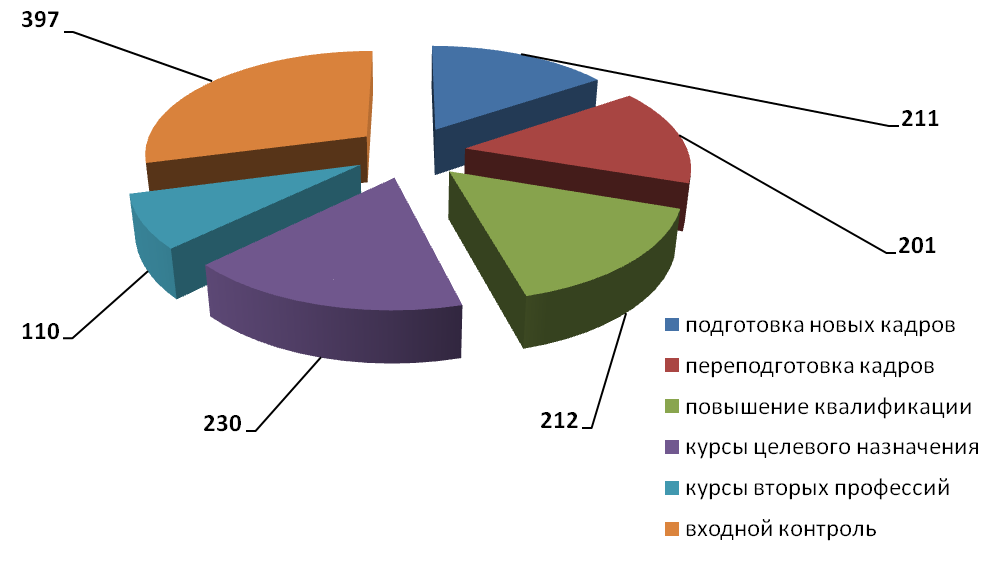 397
211
201
110
230
212
подготовка новых кадров
переподготовка кадров
повышение квалификации
курсы целевого назначения
курсы вторых профессий
входной контроль